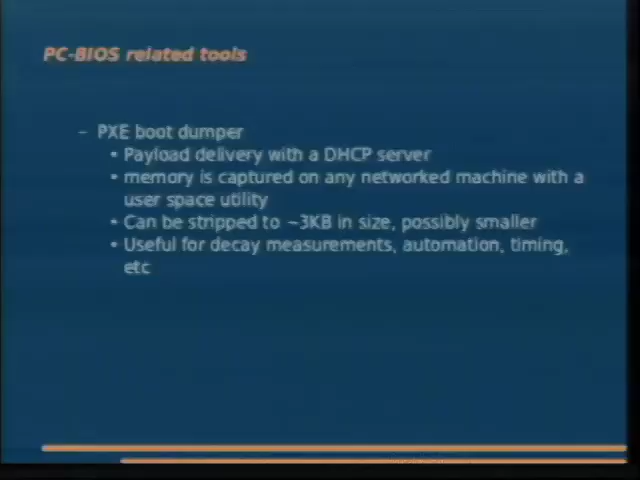 PC-BIOS related tools
– PXE boot dumper
• Payload delivery with a DHCP server
• memory is captured on any networked machine with a
user space utility
• Can be stripped to ~3KB in size, possibly smaller
• Useful for decay measurements, automation, timing,
etc